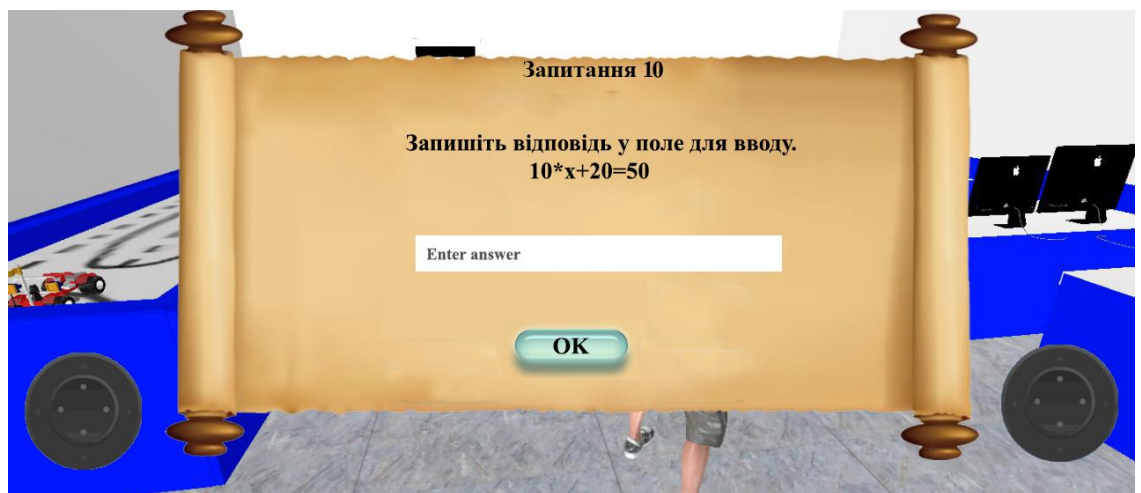 Запитання 10
Запишіть відповідь у поле для вводу.
10*x+20=50
Enter answer
OK